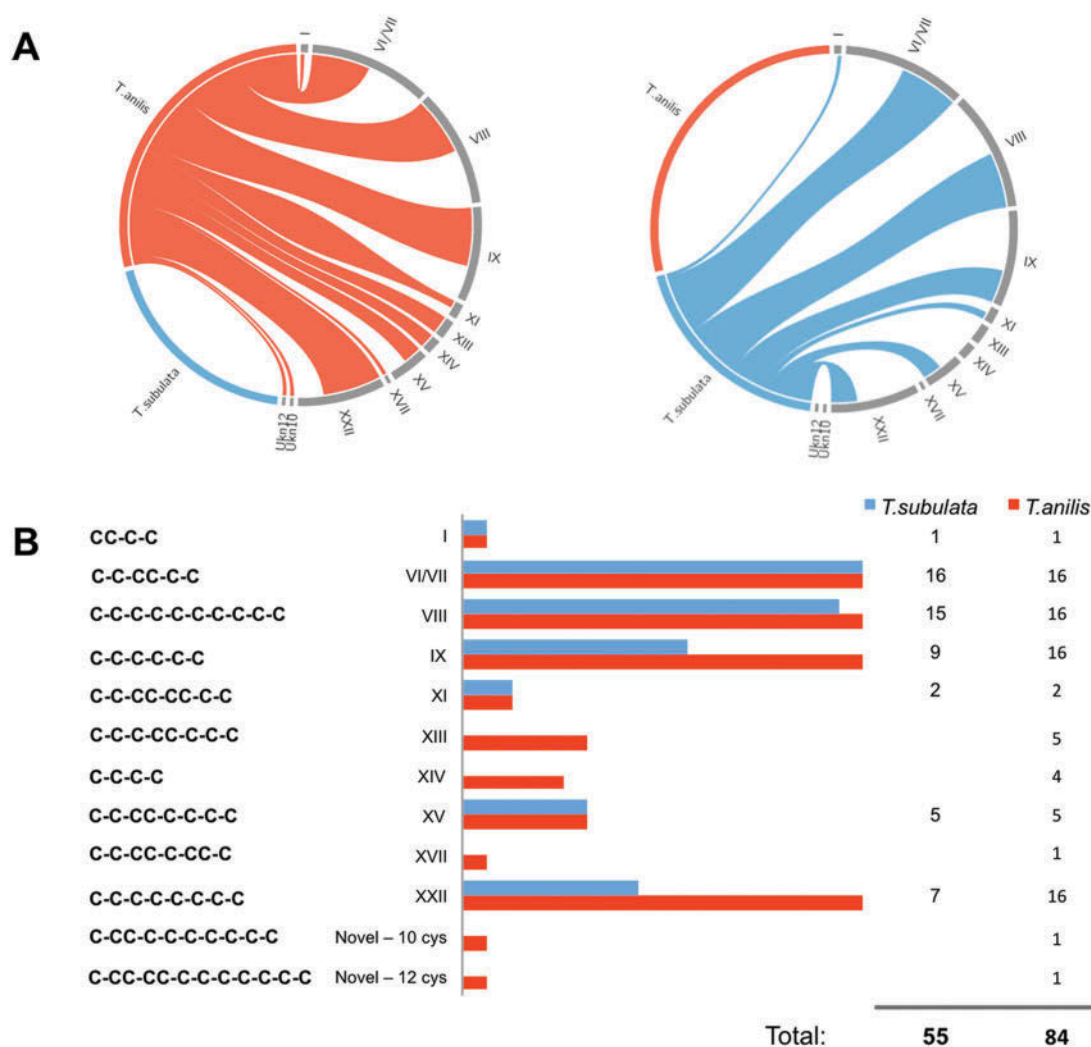 A
I
VI/VII
VIII
IX
XI
XIII
XIV
XV
XVII
XXII
Ukn10
Ukn12
T.subulata
T.anilis
I
VI/VII
VIII
IX
XI
XIII
XIV
XV
XVII
XXII
Ukn10
Ukn12
T.subulata
T.anilis
T.subulata T.anilis
B
CC-C-C I 1 1
C-C-CC-C-C VI/VII 16 16
C-C-C-C-C-C-C-C-C-C VIII 15 16
C-C-C-C-C-C IX 9 16
C-C-CC-CC-C-C XI 2 2
C-C-C-CC-C-C-C XIII 5
C-C-C-C XIV 4
C-C-CC-C-C-C-C XV 5 5
C-C-CC-C-CC-C XVII 1
C-C-C-C-C-C-C-C XXII 7 16
C-CC-C-C-C-C-C-C-C Novel – 10 cys 1
C-CC-CC-C-C-C-C-C-C-C Novel – 12 cys 1
Total: 55 84